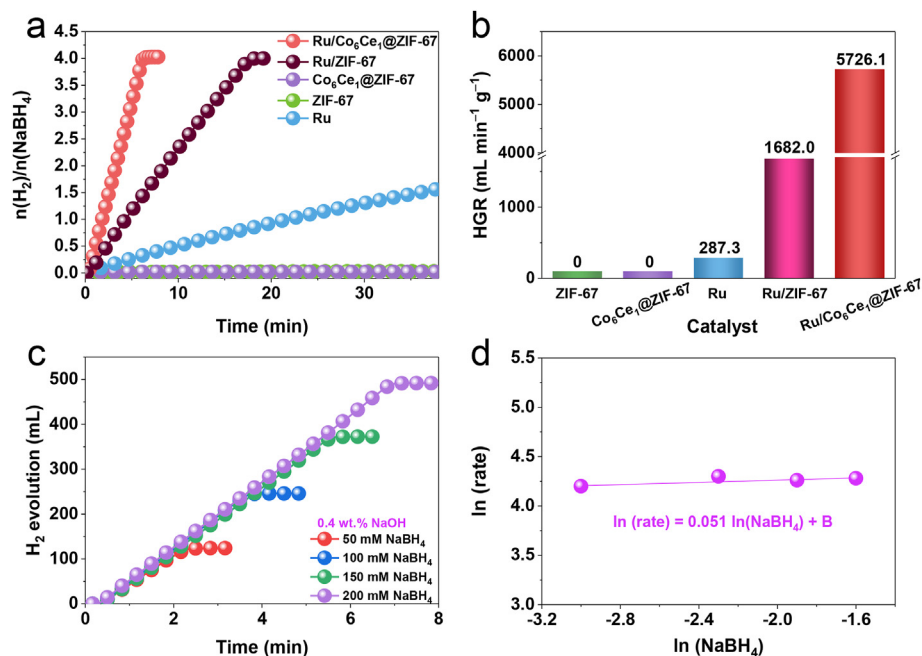 a
n(H₂)/n(NaBH₄)
4.5
4.0
3.5
3.0
2.5
2.0
1.5
1.0
0.5
0.0
Ru/Co₆Ce₁@ZIF-67
Ru/ZIF-67
Co₆Ce₁@ZIF-67
ZIF-67
Ru
0 10 20 30
Time (min)
b
HGR (mL min⁻¹ g⁻¹)
6000
5000
4000
1000
0
0
0
287.3
1682.0
5726.1
ZIF-67
Co₆Ce₁@ZIF-67
Ru
Ru/ZIF-67
Ru/Co₆Ce₁@ZIF-67
Catalyst
c
H₂ evolution (mL)
500
400
300
200
100
0
0.4 wt.% NaOH
50 mM NaBH₄
100 mM NaBH₄
150 mM NaBH₄
200 mM NaBH₄
0 2 4 6 8
Time (min)
d
ln (rate)
5.5
5.1
4.5
3.9
3.6
3.0
ln (rate) = 0.051 ln(NaBH₄) + B
-3.2 -2.8 -2.4 -2.0 -1.6
ln (NaBH₄)